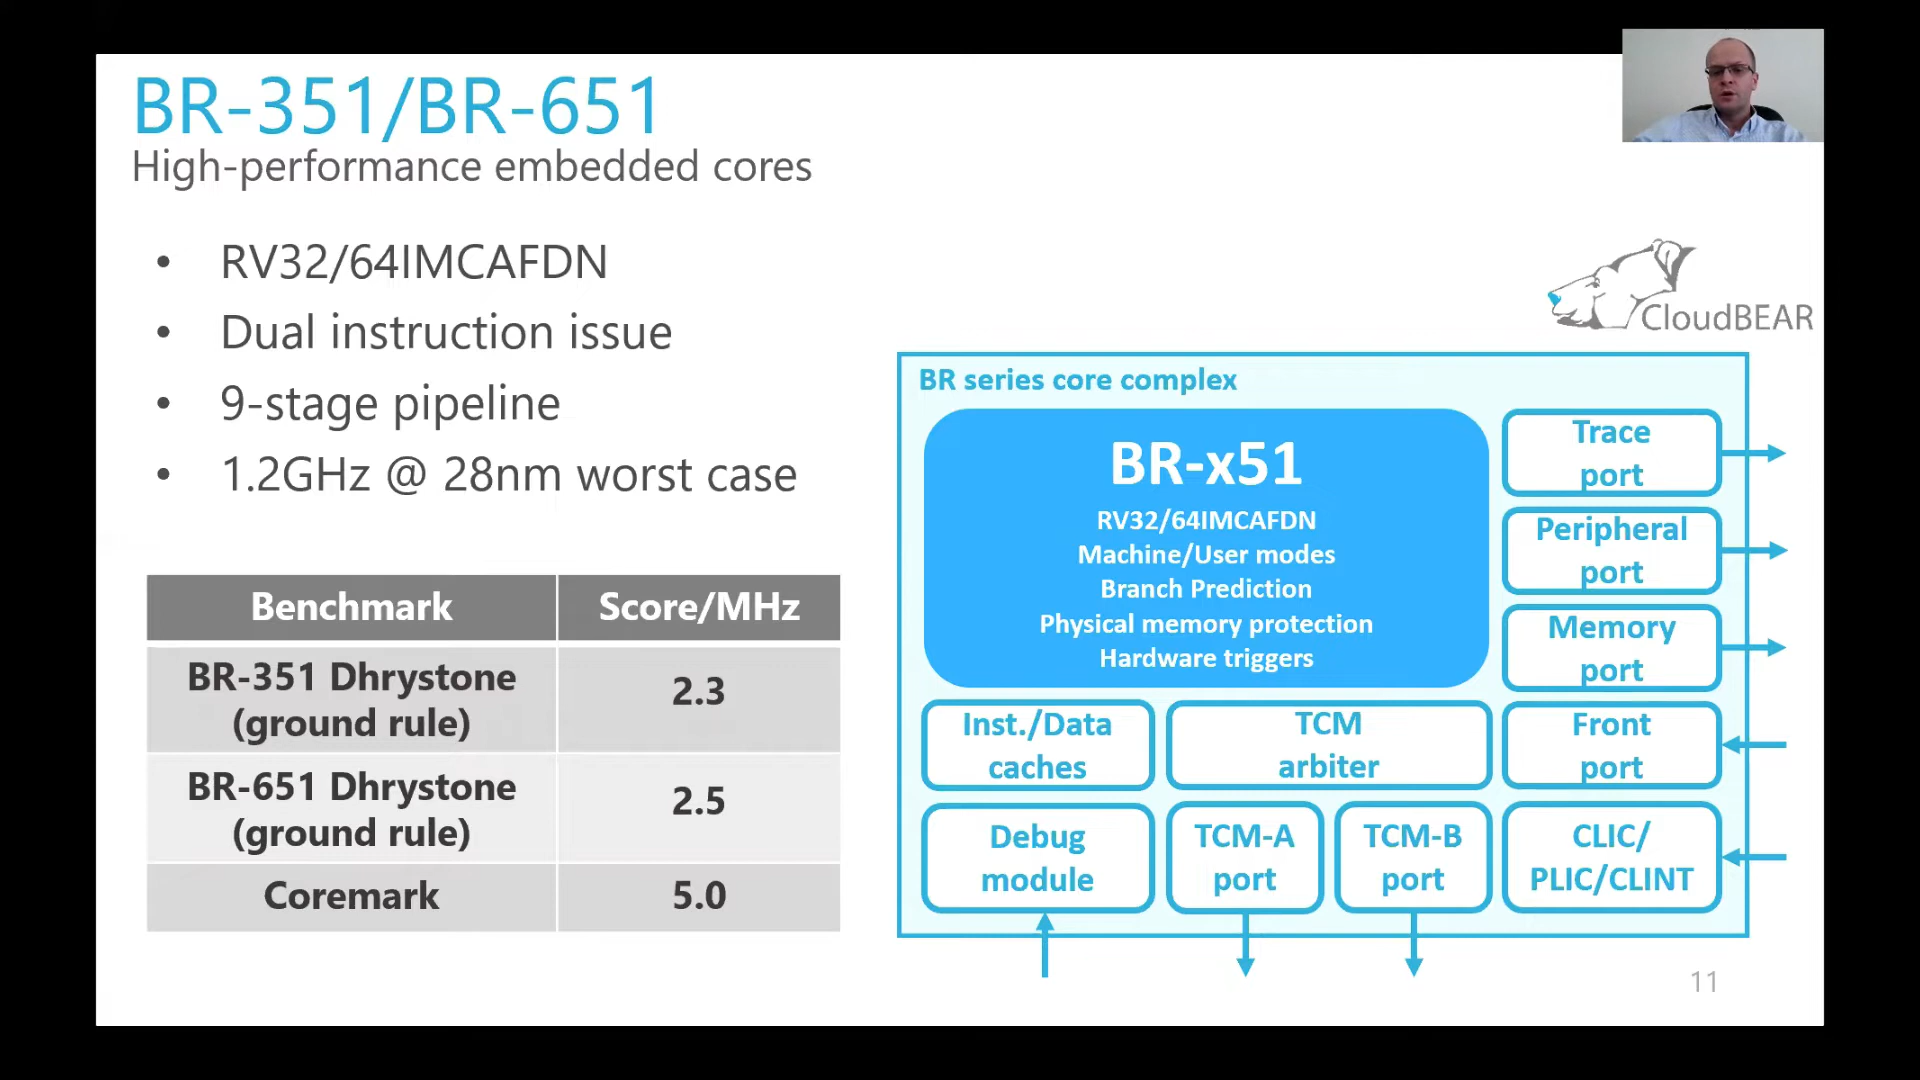 BR-351/BR-651
High-performance embedded cores
• RV32/64IMCAFDN
• Dual instruction issue
• 9-stage pipeline
• 1.2GHz @ 28nm worst case
Benchmark Score/MHz
BR-351 Dhrystone
(ground rule) 2.3
BR-651 Dhrystone
(ground rule) 2.5
Coremark 5.0
CloudBEAR
BR series core complex
BR-x51
RV32/64IMCAFDN
Machine/User modes
Branch Prediction
Physical memory protection
Hardware triggers
Trace
port
Peripheral
port
Memory
port
Inst./Data
caches
TCM
arbiter
Front
port
Debug
module
TCM-A
port
TCM-B
port
CLIC/
PLIC/CLINT
11